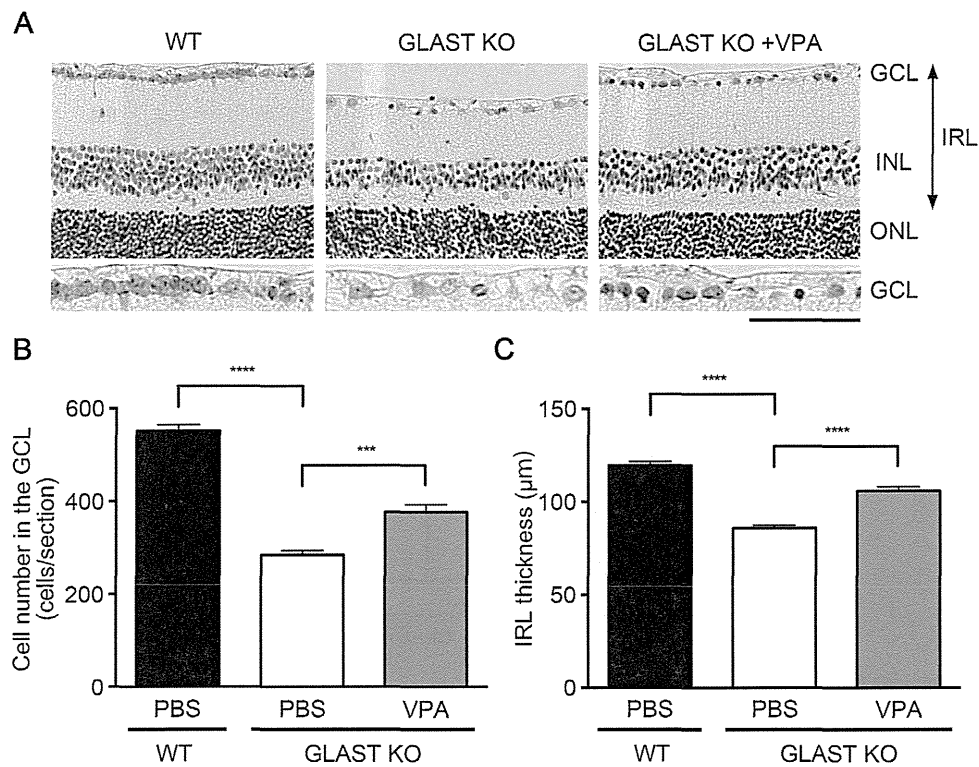 A
WT
GLAST KO
GLAST KO +VPA
GCL
IRL
INL
ONL
GCL
B
****
***
Cell number in the GCL
(cells/section)
600
400
200
0
PBS
PBS
VPA
WT
GLAST KO
C
****
****
IRL thickness (μm)
150
100
50
0
PBS
PBS
VPA
WT
GLAST KO